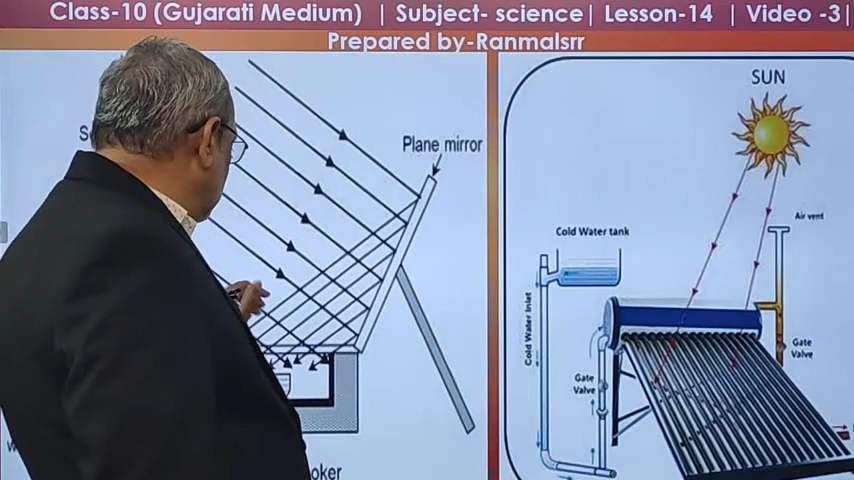 Class-10 (Gujarati Medium) | Subject- science| Lesson-14 | Video -3|
Prepared by-Ranmalsrr
SUN
Plane mirror
Air vent
Cold Water tank
Cold Water Inlet
Gate
Valve
Gate
Valve